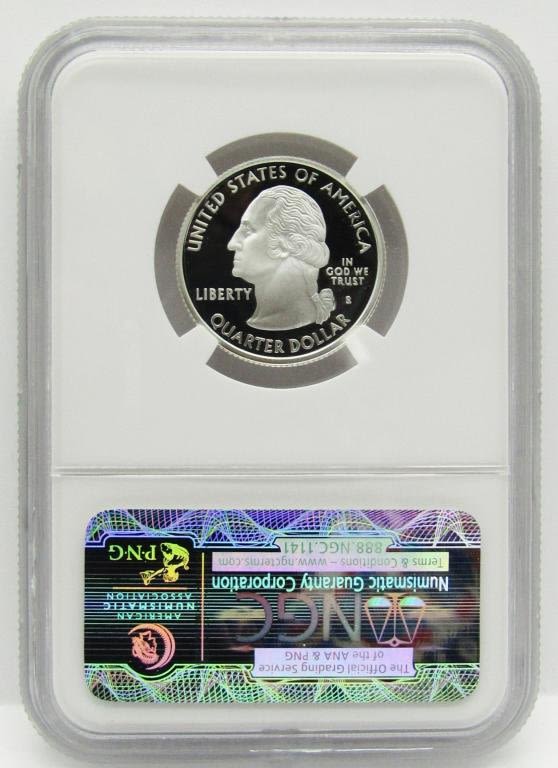 UNITED STATES OF AMERICA
IN
GOD WE
TRUST
LIBERTY
S
QUARTER DOLLAR
The Official Grading Service
of the ANA & PNG
NGC
AMERICAN
NUMISMATIC
ASSOCIATION
Numismatic Guaranty Corporation
Terms & Conditions – www.ngcterms.com
888.NGC.1141
P·N·G